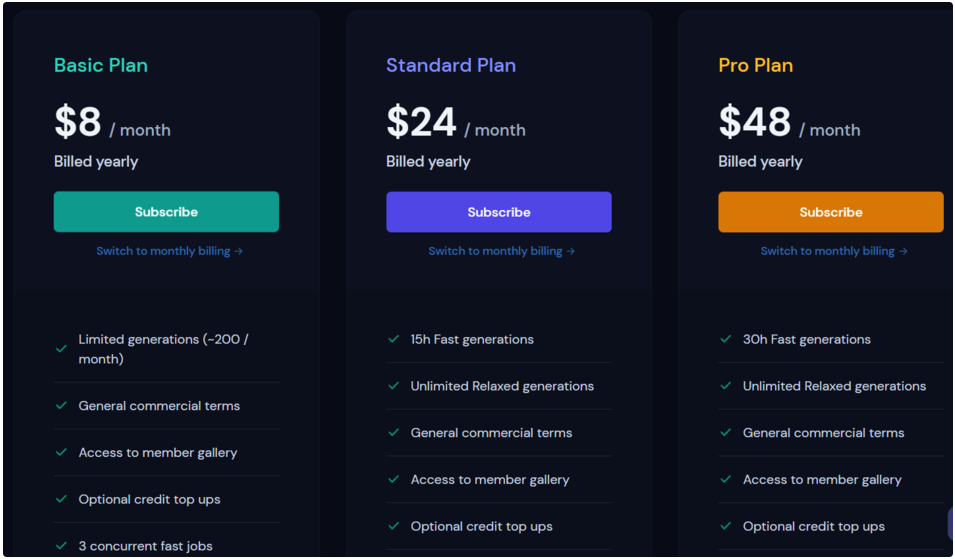 Basic Plan
$8 / month
Billed yearly
Subscribe
Switch to monthly billing →
Limited generations (~200 /
month)
General commercial terms
Access to member gallery
Optional credit top ups
3 concurrent fast jobs
Standard Plan
$24 / month
Billed yearly
Subscribe
Switch to monthly billing →
15h Fast generations
Unlimited Relaxed generations
General commercial terms
Access to member gallery
Optional credit top ups
Pro Plan
$48 / month
Billed yearly
Subscribe
Switch to monthly billing →
30h Fast generations
Unlimited Relaxed generations
General commercial terms
Access to member gallery
Optional credit top ups